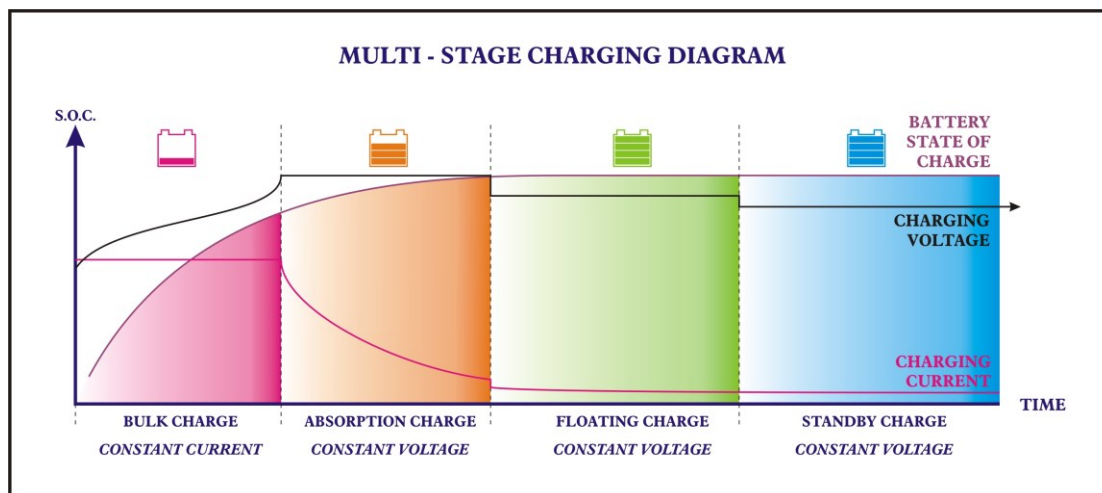 MULTI - STAGE CHARGING DIAGRAM
S.O.C.
BATTERY
STATE OF
CHARGE
CHARGING
VOLTAGE
CHARGING
CURRENT
TIME
BULK CHARGE
CONSTANT CURRENT
ABSORPTION CHARGE
CONSTANT VOLTAGE
FLOATING CHARGE
CONSTANT VOLTAGE
STANDBY CHARGE
CONSTANT VOLTAGE